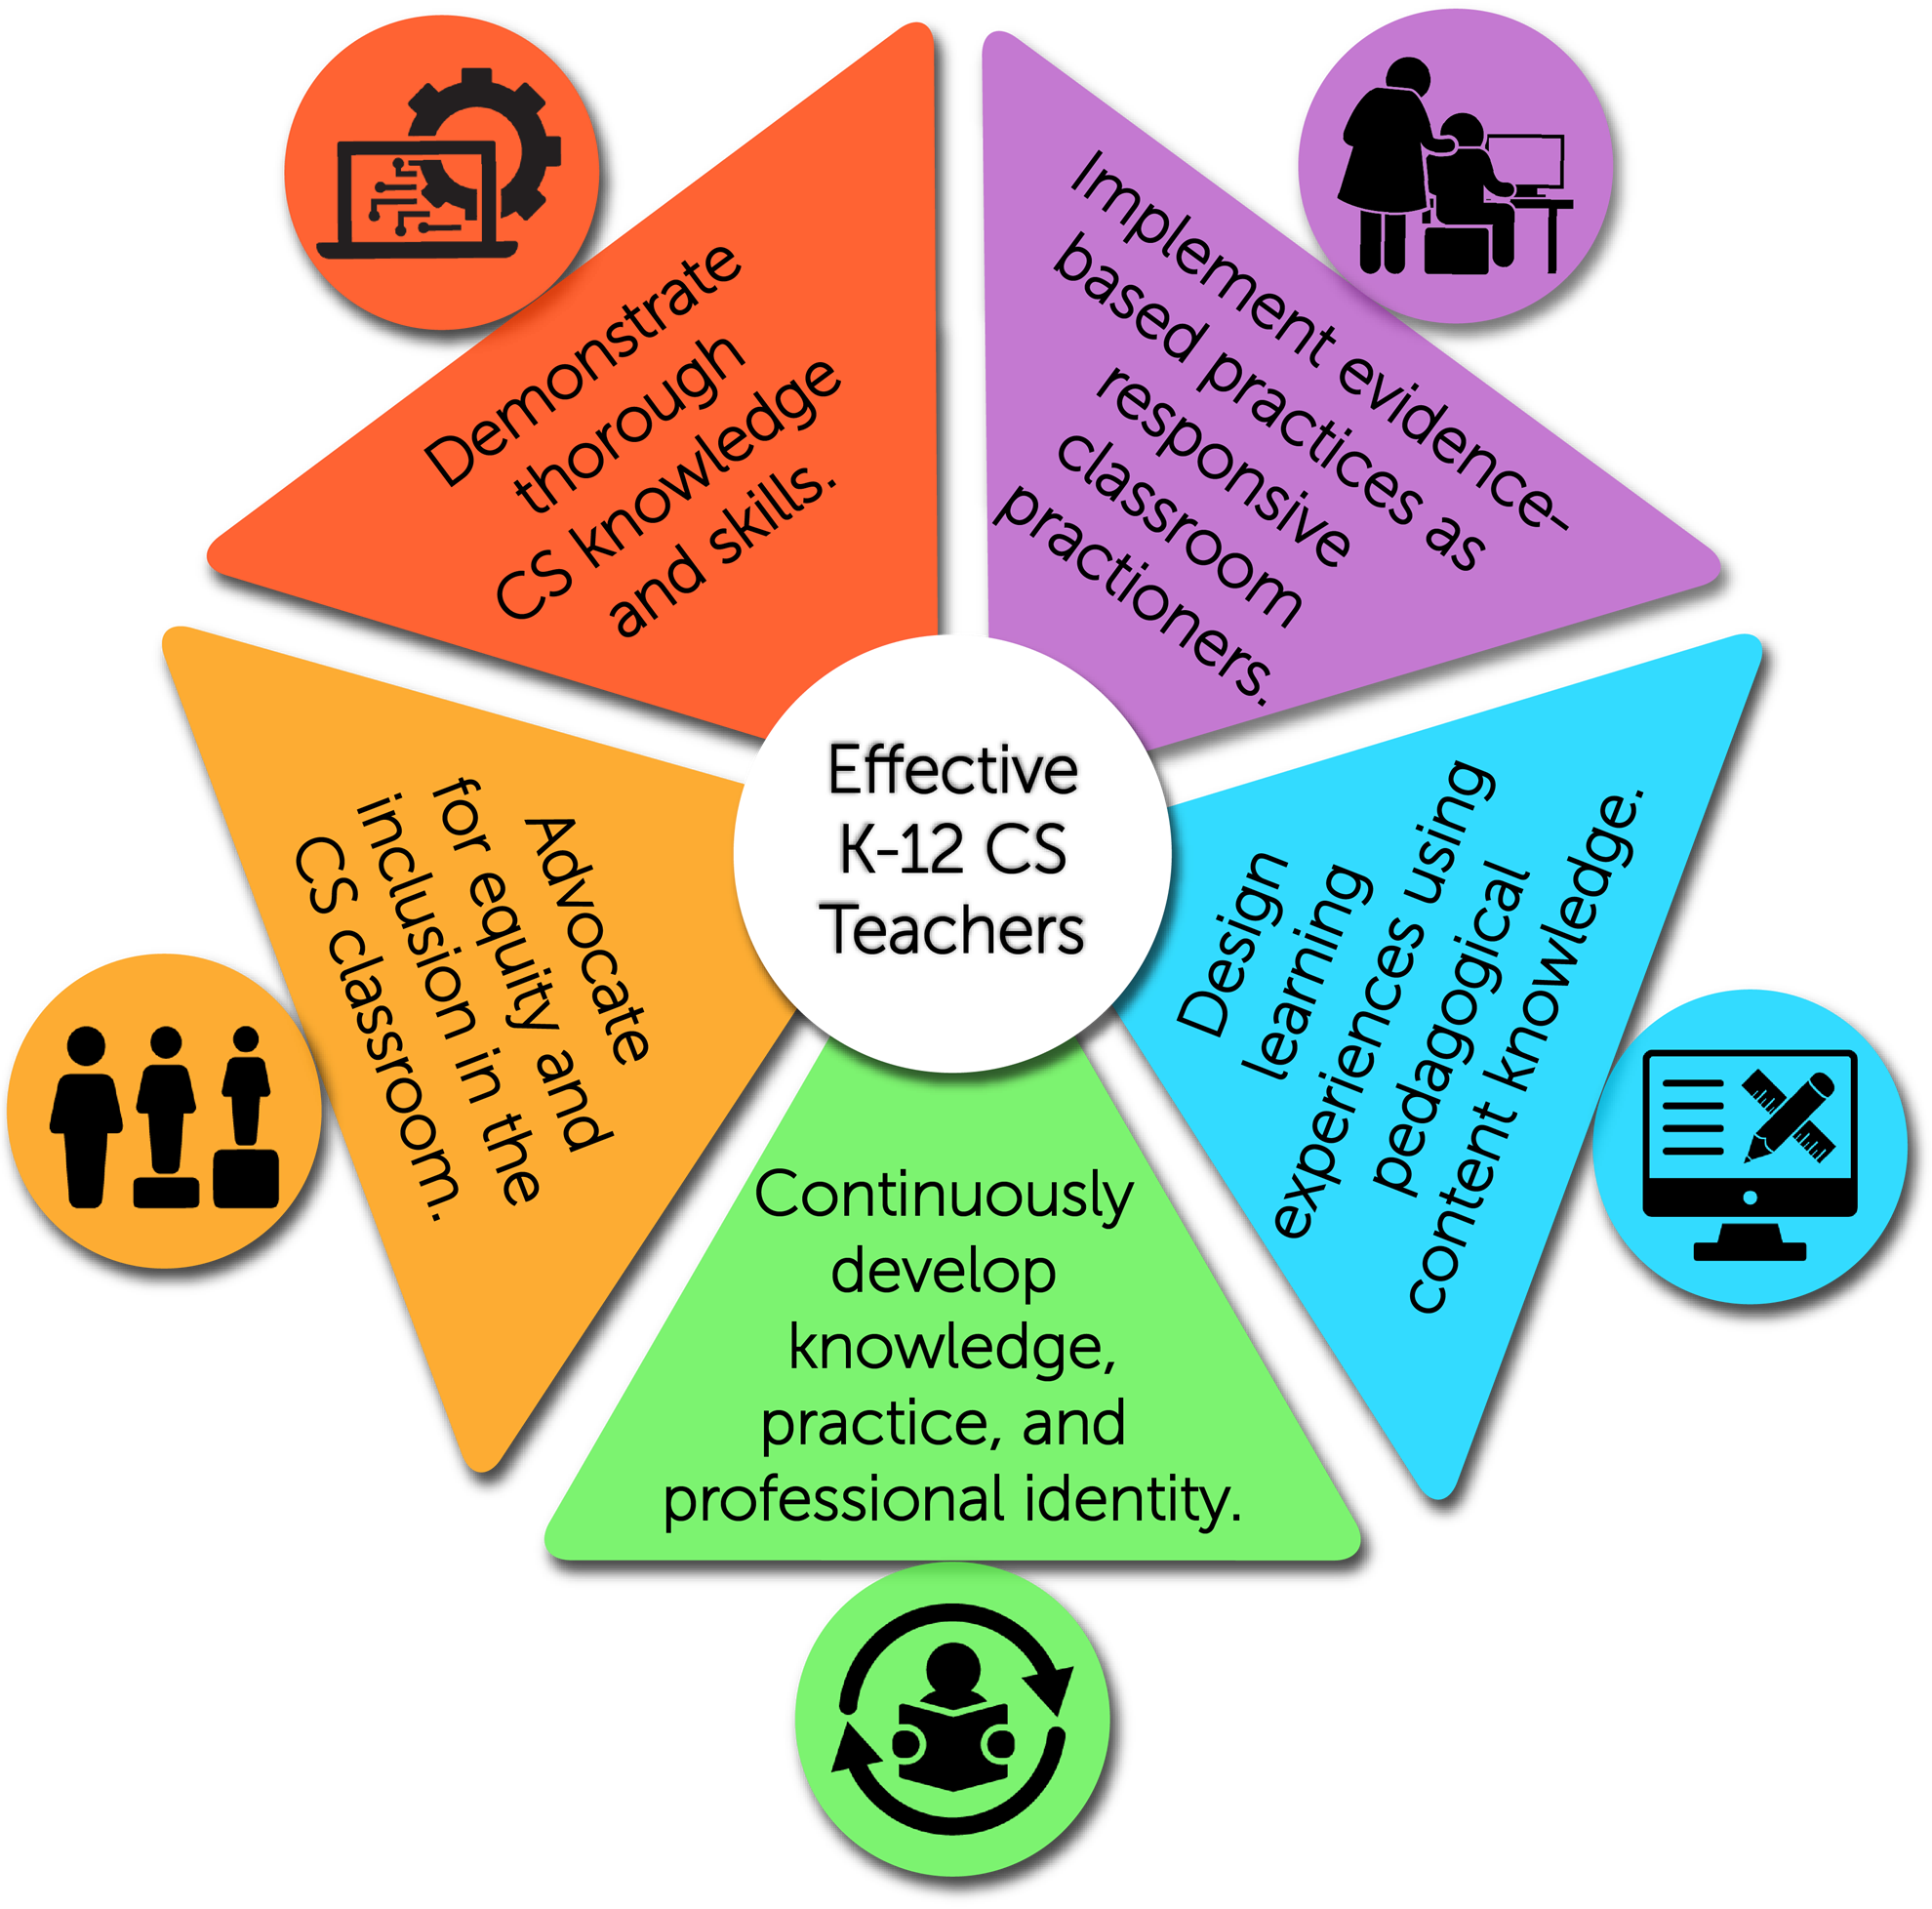 Demonstrate
thorough
CS knowledge
and skills.
Implement evidence-
based practices as
responsive
classroom
practioners.
Effective
K-12 CS
Teachers
Advocate
for equity and
inclusion in the
CS classroom.
Design
learning
experiences using
pedagogical
content knowledge.
Continuously
develop
knowledge,
practice, and
professional identity.